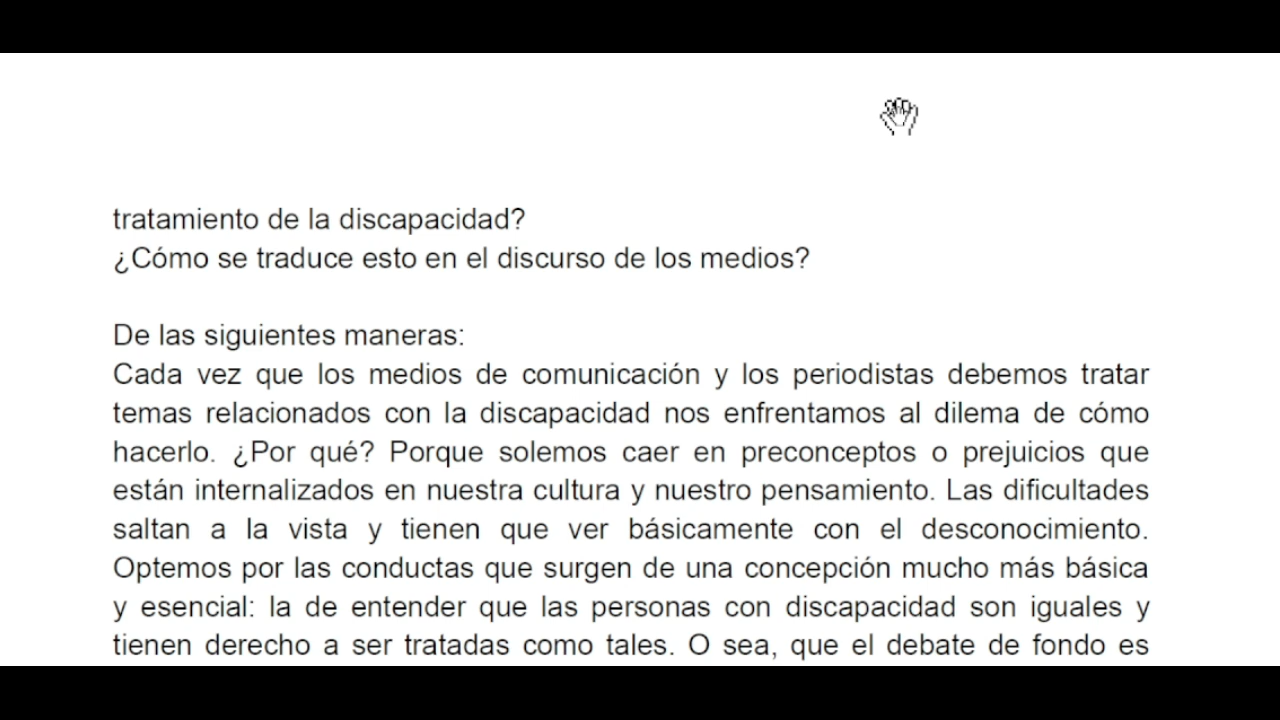 tratamiento de la discapacidad?
¿Cómo se traduce esto en el discurso de los medios?
De las siguientes maneras:
Cada vez que los medios de comunicación y los periodistas debemos tratar
temas relacionados con la discapacidad nos enfrentamos al dilema de cómo
hacerlo. ¿Por qué? Porque solemos caer en preconceptos o prejuicios que
están internalizados en nuestra cultura y nuestro pensamiento. Las dificultades
saltan a la vista y tienen que ver básicamente con el desconocimiento.
Optemos por las conductas que surgen de una concepción mucho más básica
y esencial: la de entender que las personas con discapacidad son iguales y
tienen derecho a ser tratadas como tales. O sea, que el debate de fondo es